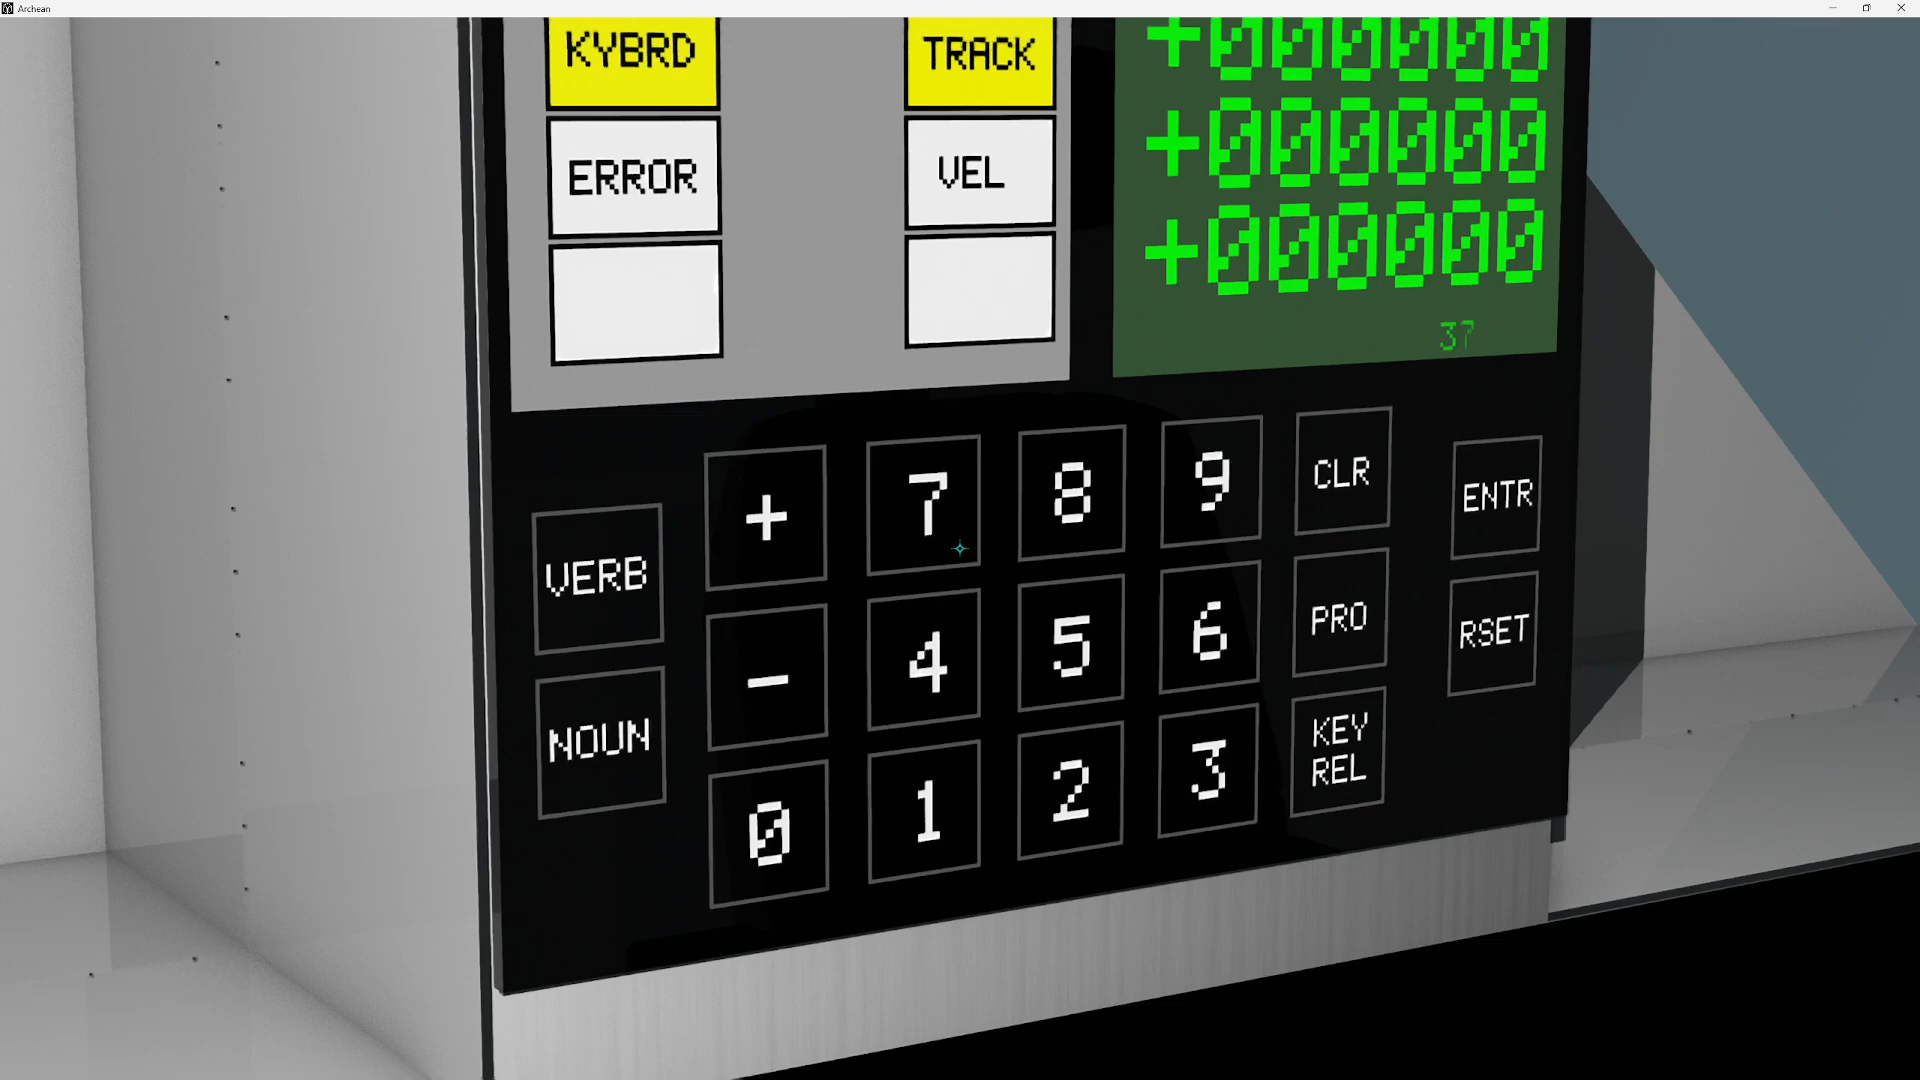 Archean
KYBRD TRACK +000000
ERROR VEL +000000
+000000
37
+ 7 8 9 CLR ENTR
VERB
- 4 5 6 PRO RSET
NOUN
0 1 2 3 KEY REL